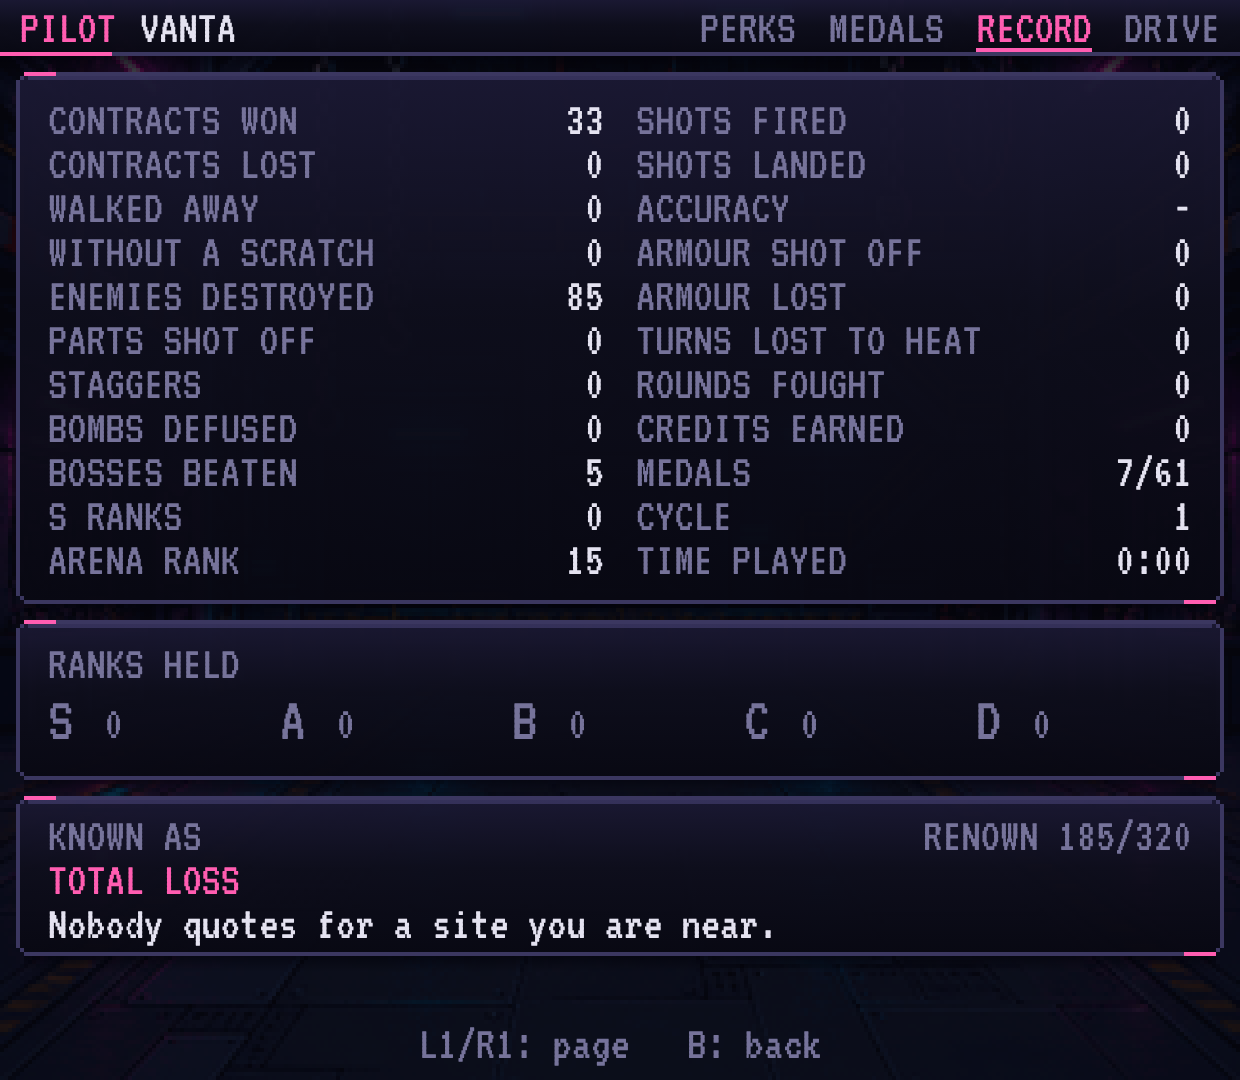 PILOT VANTA PERKS MEDALS RECORD DRIVE
CONTRACTS WON 33 SHOTS FIRED 0
CONTRACTS LOST 0 SHOTS LANDED 0
WALKED AWAY 0 ACCURACY -
WITHOUT A SCRATCH 0 ARMOUR SHOT OFF 0
ENEMIES DESTROYED 85 ARMOUR LOST 0
PARTS SHOT OFF 0 TURNS LOST TO HEAT 0
STAGGERS 0 ROUNDS FOUGHT 0
BOMBS DEFUSED 0 CREDITS EARNED 0
BOSSES BEATEN 5 MEDALS 7/61
S RANKS 0 CYCLE 1
ARENA RANK 15 TIME PLAYED 0:00
RANKS HELD
S 0 A 0 B 0 C 0 D 0
KNOWN AS RENOWN 185/320
TOTAL LOSS
Nobody quotes for a site you are near.
L1/R1: page B: back